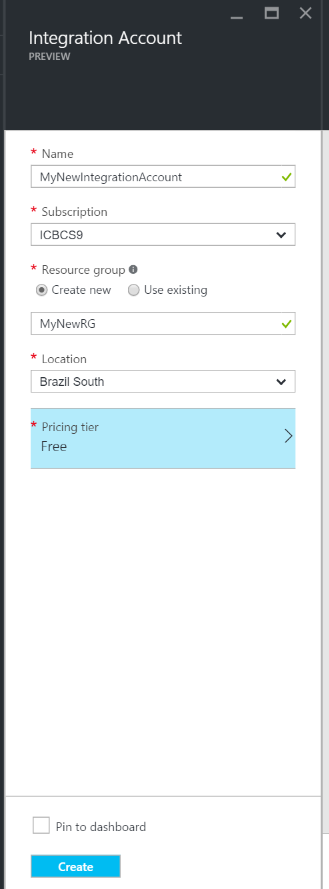 Integration Account
PREVIEW
* Name
MyNewIntegrationAccount
* Subscription
ICBCS9
* Resource group
Create new Use existing
MyNewRG
* Location
Brazil South
* Pricing tier
Free
Pin to dashboard
Create